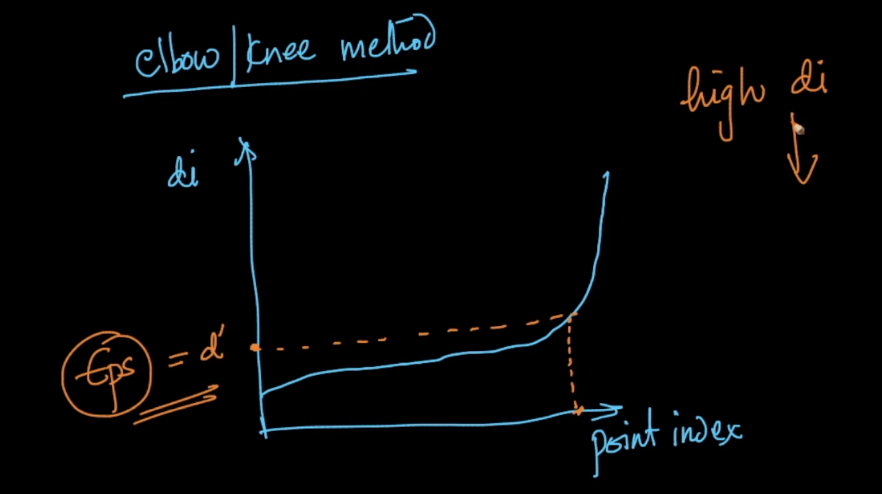 elbow/knee method
high di
di
Eps = d'
point index